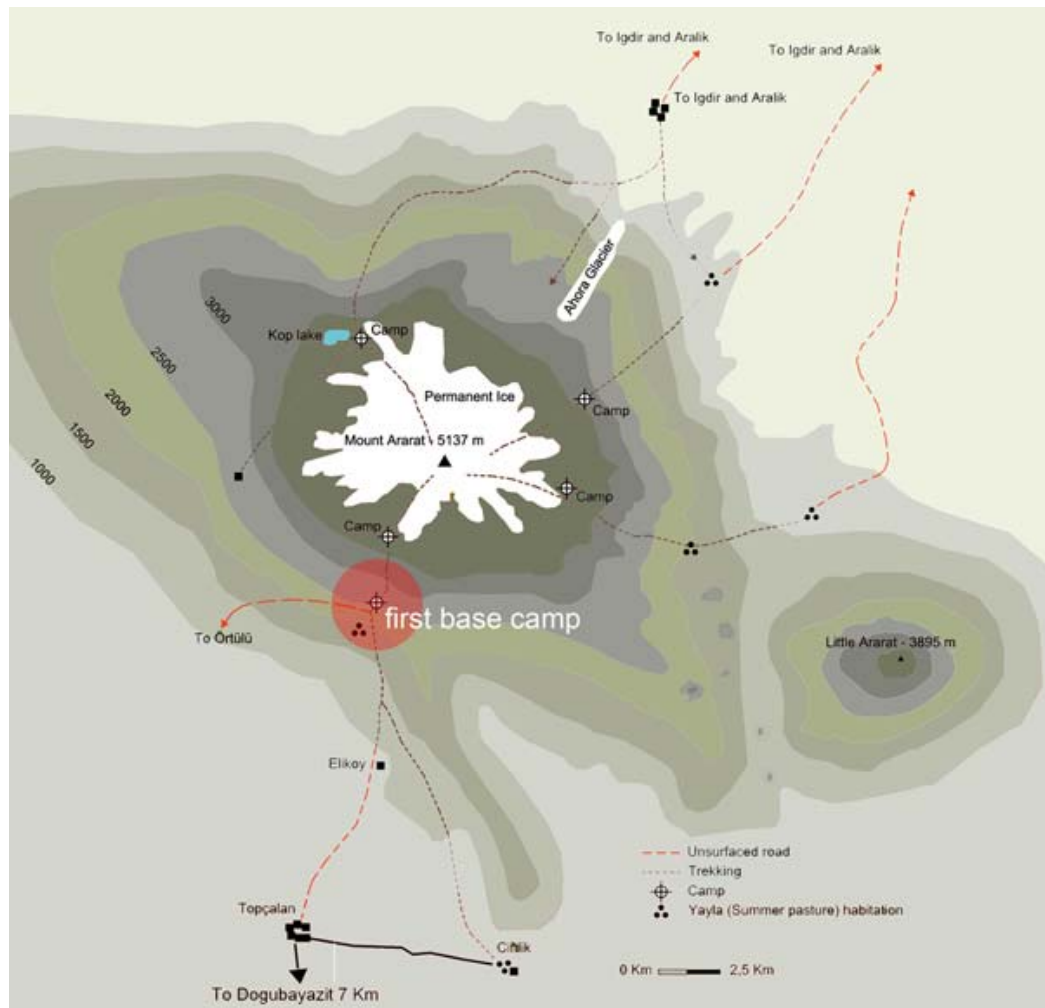 To Igdir and Aralik
To Igdir and Aralik
To Igdir and Aralik
Ahora Glacier
3000
2500
2000
1500
1000
Kop lake
Camp
Permanent Ice
Camp
Mount Ararat - 5137 m
Camp
Camp
first base camp
To Örtülü
Little Ararat - 3895 m
Elikoy
Unsurfaced road
Trekking
Camp
Yayla (Summer pasture) habitation
Topçalan
0 Km
2,5 Km
To Dogubayazit 7 Km